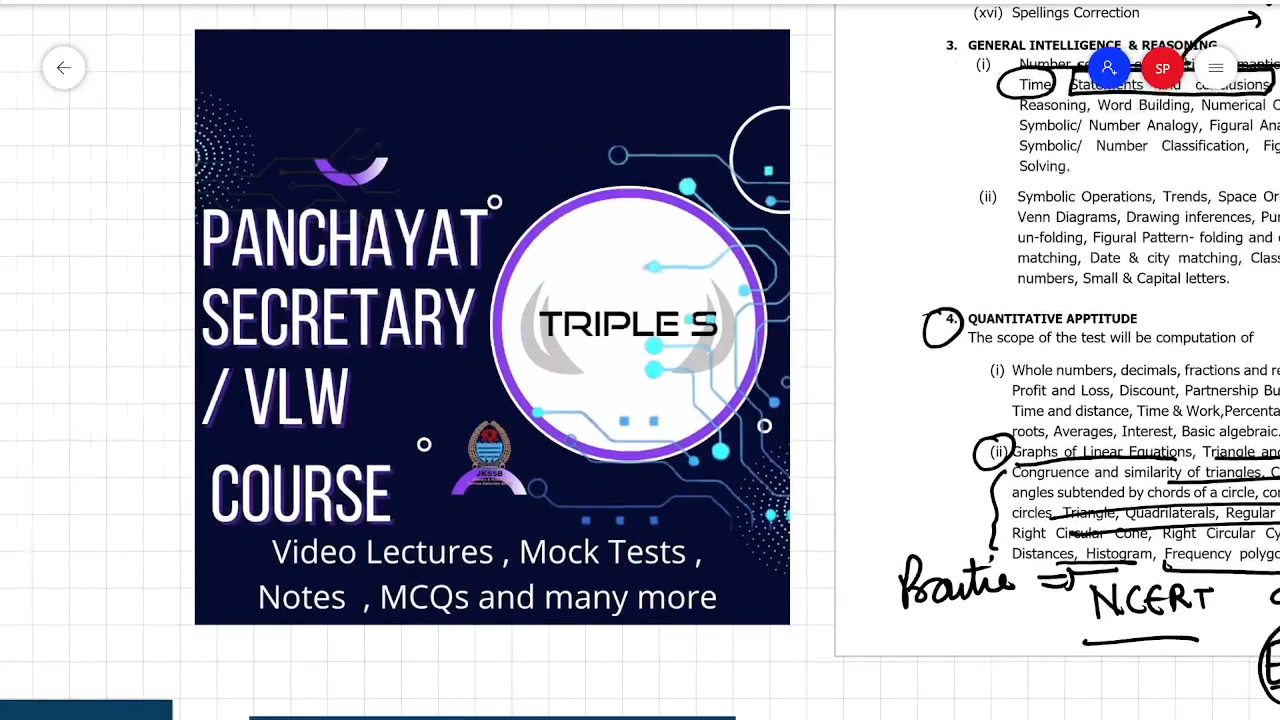 PANCHAYAT
SECRETARY
/ VLW
COURSE
TRIPLE S
JKSSB
Video Lectures , Mock Tests ,
Notes , MCQs and many more
SP
(xvi) Spellings Correction
3. GENERAL INTELLIGENCE & REASONING
(i) Number
Time Statements and conclusions,
Reasoning, Word Building, Numerical
Symbolic/ Number Analogy, Figural
Symbolic/ Number Classification,
Solving.
(ii) Symbolic Operations, Trends, Space
Venn Diagrams, Drawing inferences,
un-folding, Figural Pattern- folding and
matching, Date & city matching,
numbers, Small & Capital letters.
4. QUANTITATIVE APPTITUDE
The scope of the test will be computation of
(i) Whole numbers, decimals, fractions and
Profit and Loss, Discount, Partnership
Time and distance, Time & Work,
roots, Averages, Interest, Basic algebraic
(ii) Graphs of Linear Equations, Triangle
Congruence and similarity of triangles,
angles subtended by chords of a circle,
circles, Triangle, Quadrilaterals, Regular
Right Circular Cone, Right Circular
Distances, Histogram, Frequency
⇒ NCERT